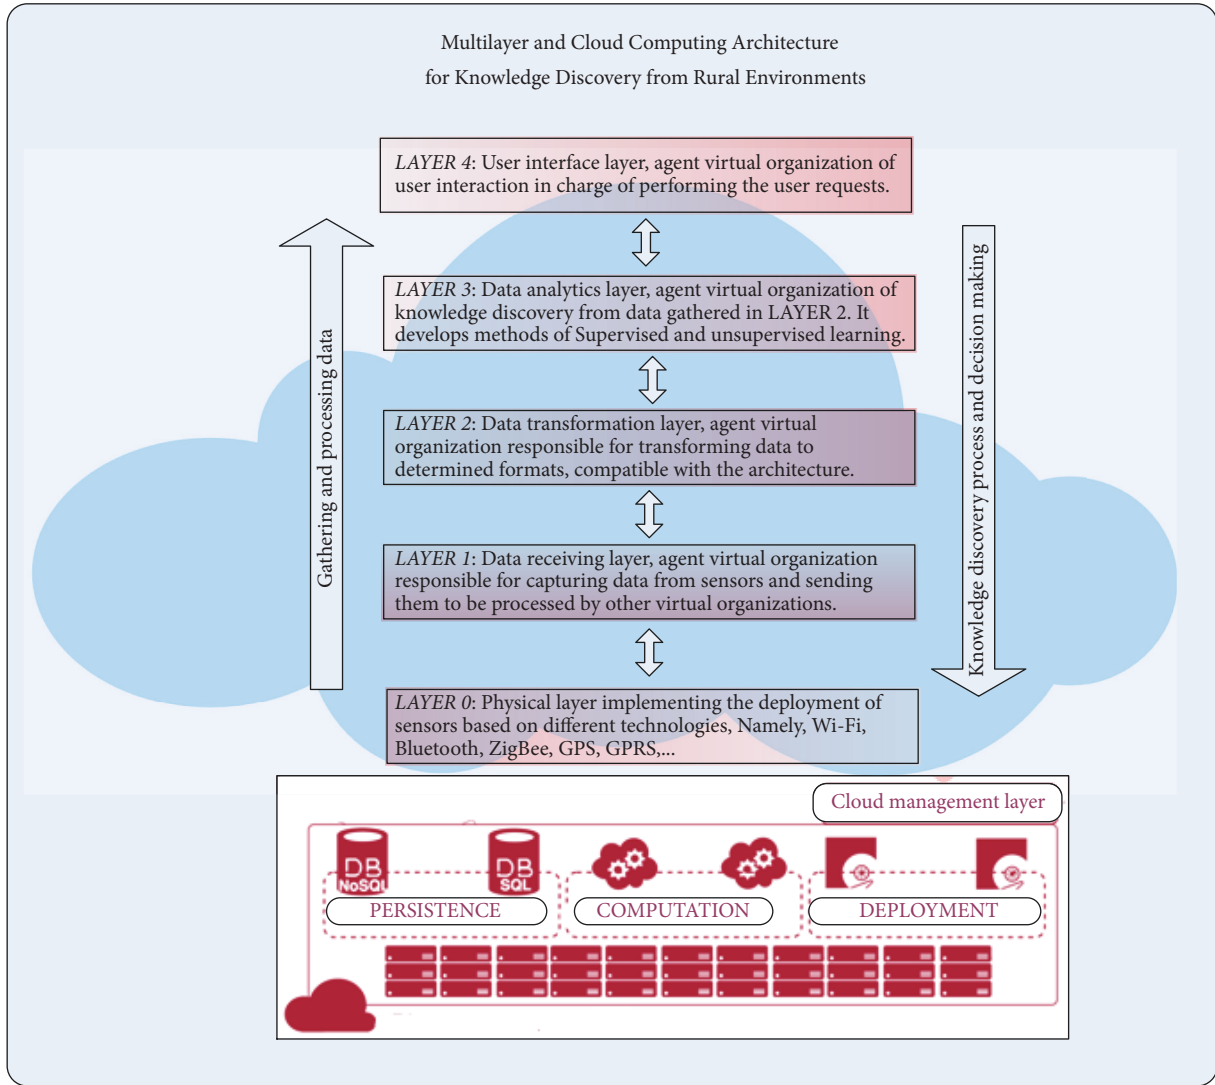 Multilayer and Cloud Computing Architecture
for Knowledge Discovery from Rural Environments
LAYER 4: User interface layer, agent virtual organization of
user interaction in charge of performing the user requests.
Gathering and processing data
Knowledge discovery process and decision making
LAYER 3: Data analytics layer, agent virtual organization of
knowledge discovery from data gathered in LAYER 2. It
develops methods of Supervised and unsupervised learning.
LAYER 2: Data transformation layer, agent virtual
organization responsible for transforming data to
determined formats, compatible with the architecture.
LAYER 1: Data receiving layer, agent virtual organization
responsible for capturing data from sensors and sending
them to be processed by other virtual organizations.
LAYER 0: Physical layer implementing the deployment of
sensors based on different technologies, Namely, Wi-Fi,
Bluetooth, ZigBee, GPS, GPRS,...
Cloud management layer
DB
NoSQL
DB
SQL
PERSISTENCE
COMPUTATION
DEPLOYMENT